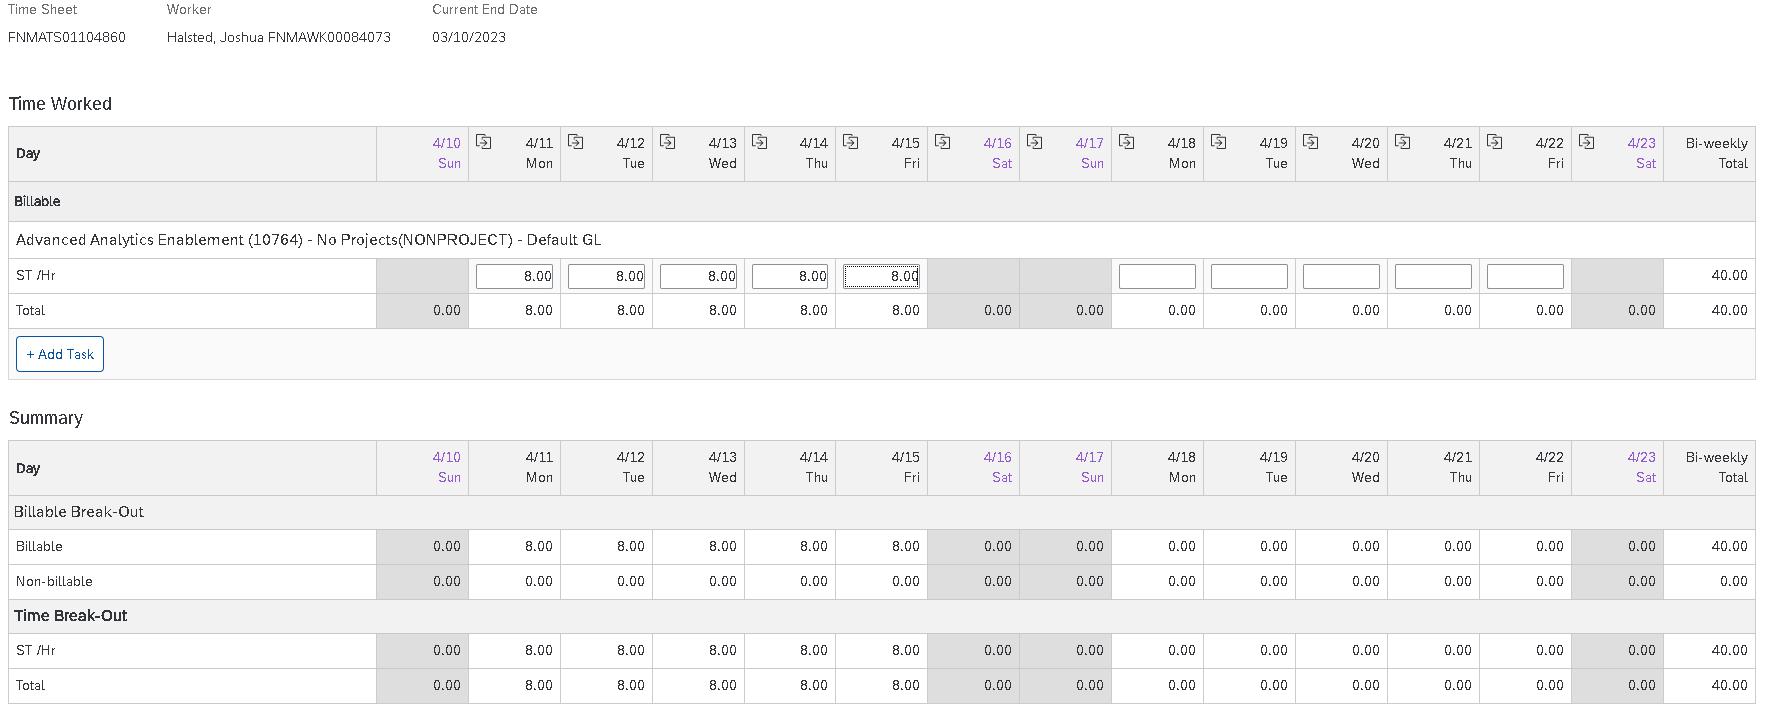 Time Sheet Worker Current End Date
FNMATS01104860 Halsted, Joshua FNMAWK00084073 03/10/2023
Time Worked
Day 4/10 Sun 4/11 Mon 4/12 Tue 4/13 Wed 4/14 Thu 4/15 Fri 4/16 Sat 4/17 Sun 4/18 Mon 4/19 Tue 4/20 Wed 4/21 Thu 4/22 Fri 4/23 Sat Bi-weekly Total
Billable
Advanced Analytics Enablement (10764) - No Projects(NONPROJECT) - Default GL
ST /Hr 8.00 8.00 8.00 8.00 8.00 40.00
Total 0.00 8.00 8.00 8.00 8.00 8.00 0.00 0.00 0.00 0.00 0.00 0.00 0.00 0.00 40.00
+ Add Task
Summary
Day 4/10 Sun 4/11 Mon 4/12 Tue 4/13 Wed 4/14 Thu 4/15 Fri 4/16 Sat 4/17 Sun 4/18 Mon 4/19 Tue 4/20 Wed 4/21 Thu 4/22 Fri 4/23 Sat Bi-weekly Total
Billable Break-Out
Billable 0.00 8.00 8.00 8.00 8.00 8.00 0.00 0.00 0.00 0.00 0.00 0.00 0.00 0.00 40.00
Non-billable 0.00 0.00 0.00 0.00 0.00 0.00 0.00 0.00 0.00 0.00 0.00 0.00 0.00 0.00 0.00
Time Break-Out
ST /Hr 0.00 8.00 8.00 8.00 8.00 8.00 0.00 0.00 0.00 0.00 0.00 0.00 0.00 0.00 40.00
Total 0.00 8.00 8.00 8.00 8.00 8.00 0.00 0.00 0.00 0.00 0.00 0.00 0.00 0.00 40.00